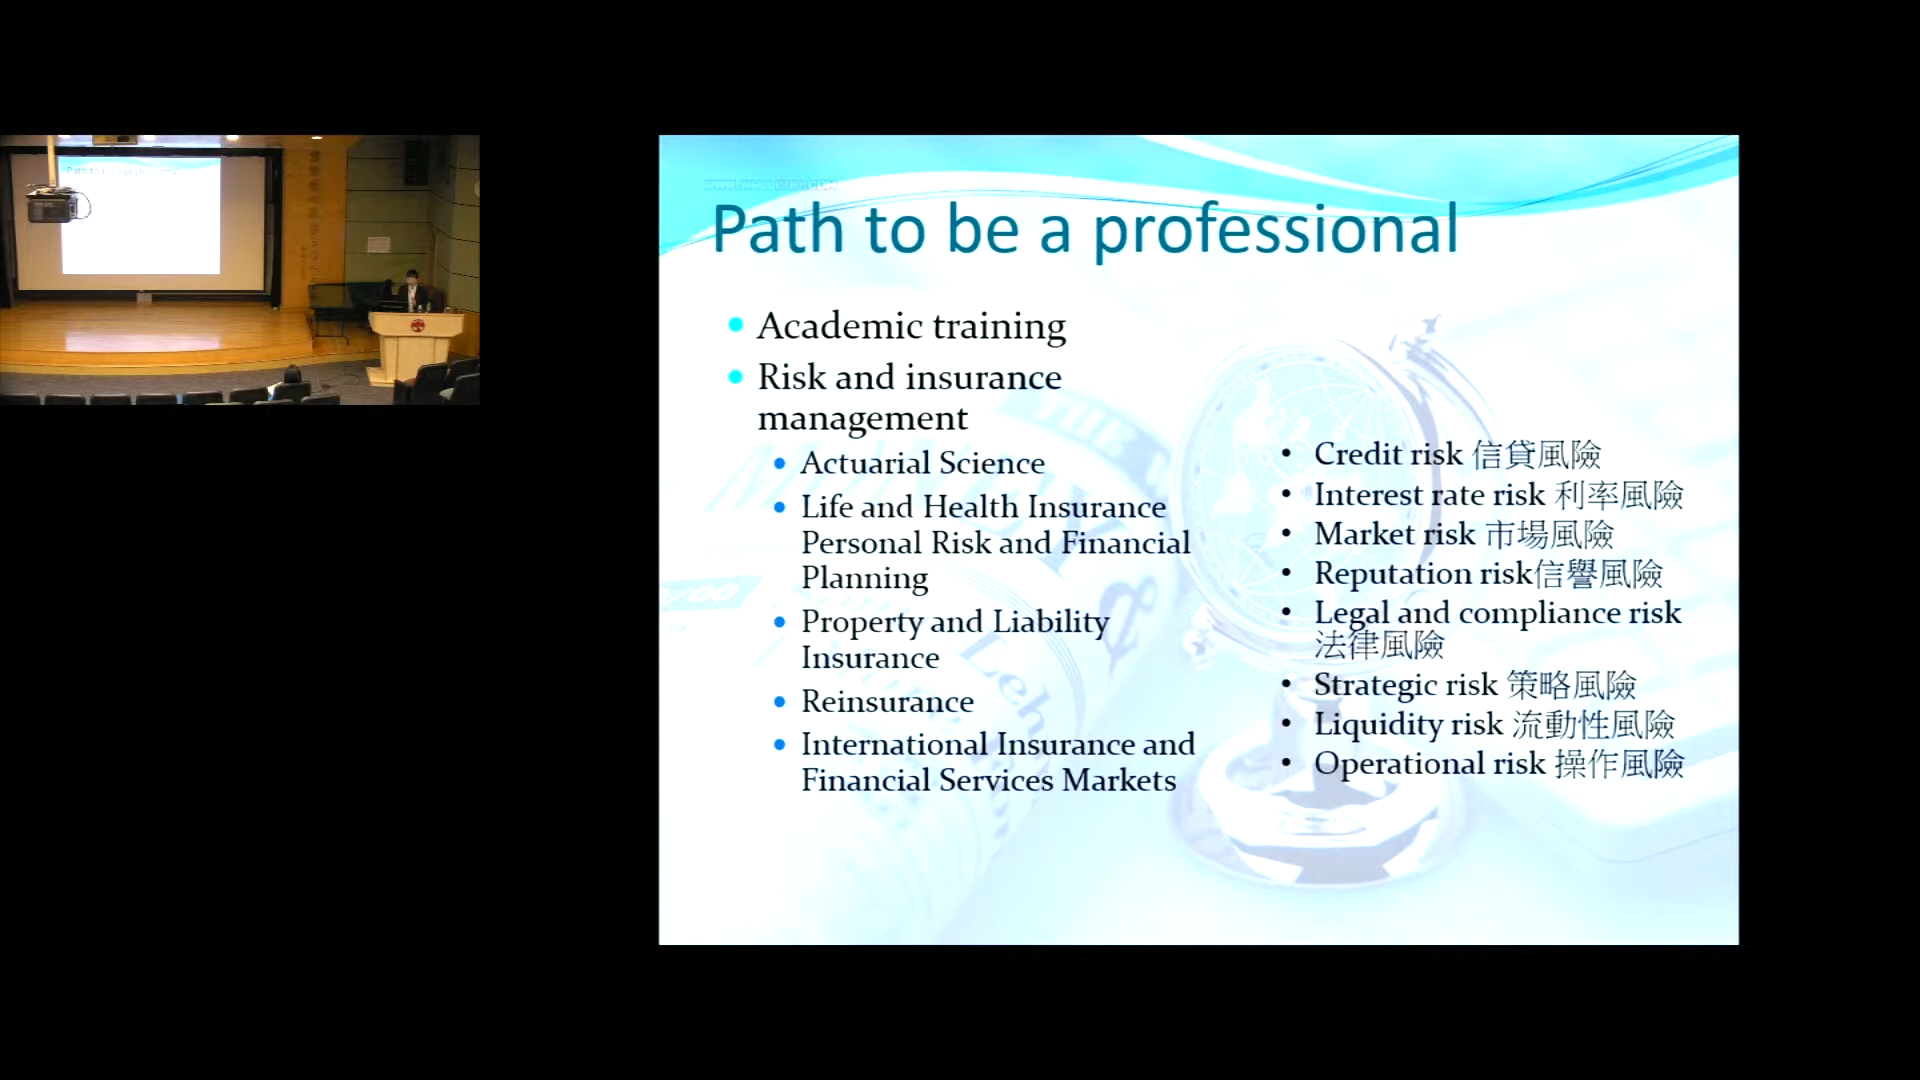 Path to be a professional
Academic training
Risk and insurance
management
Actuarial Science
Life and Health Insurance
Personal Risk and Financial
Planning
Property and Liability
Insurance
Reinsurance
International Insurance and
Financial Services Markets
Credit risk 信貸風險
Interest rate risk 利率風險
Market risk 市場風險
Reputation risk信譽風險
Legal and compliance risk
法律風險
Strategic risk 策略風險
Liquidity risk 流動性風險
Operational risk 操作風險